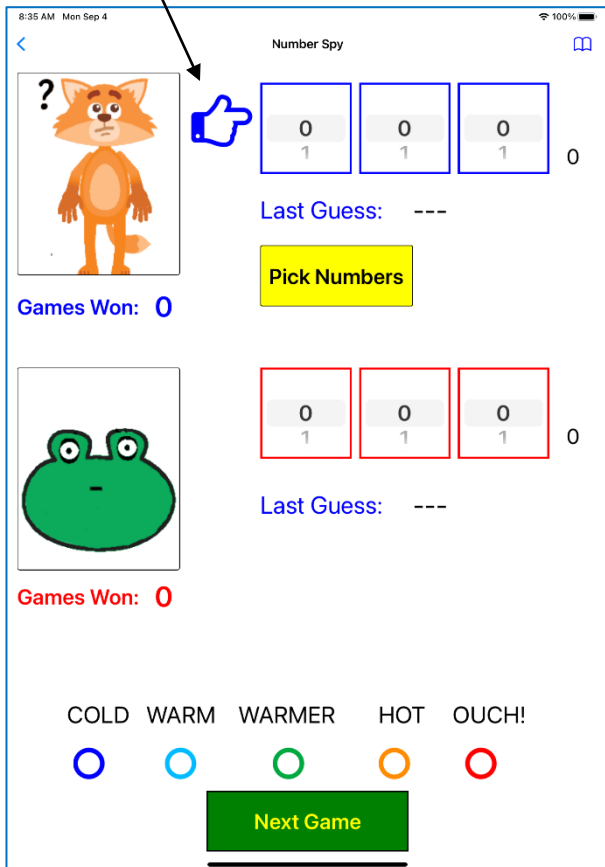 8:35 AM Mon Sep 4 100%
Number Spy
?
0 0 0
1 1 1 0
Last Guess: ---
Pick Numbers
Games Won: 0
0 0 0
1 1 1 0
Last Guess: ---
Games Won: 0
COLD WARM WARMER HOT OUCH!
Next Game